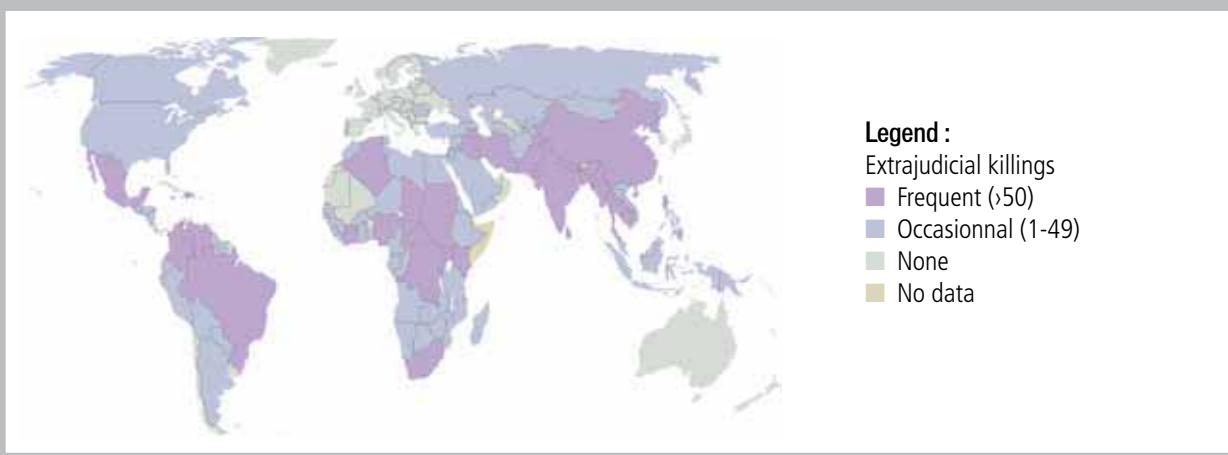 Legend :
Extrajudicial killings
Frequent (›50)
Occasionnal (1-49)
None
No data